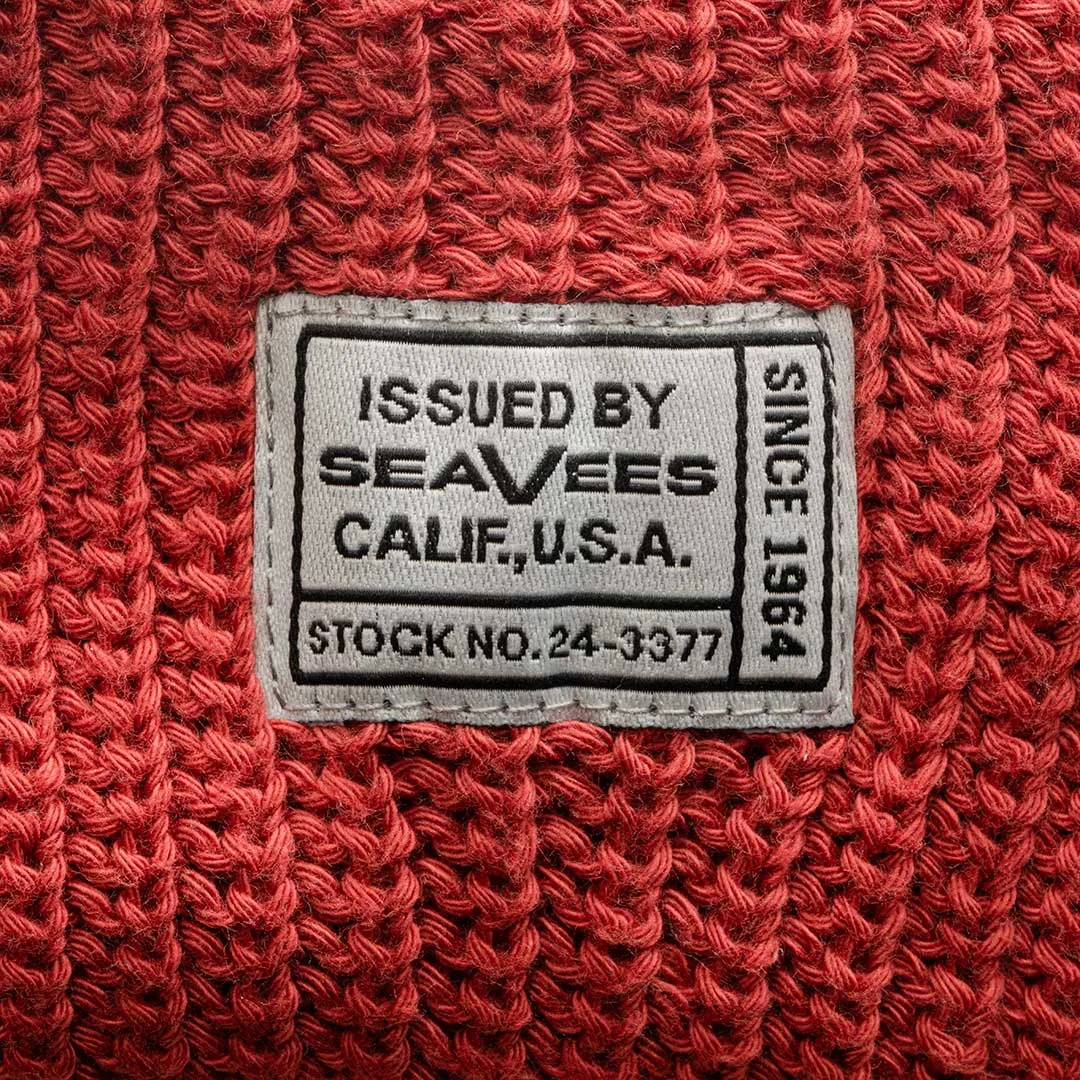 ISSUED BY
SEAVEES
CALIF., U.S.A.
STOCK NO. 24-3377
SINCE 1964